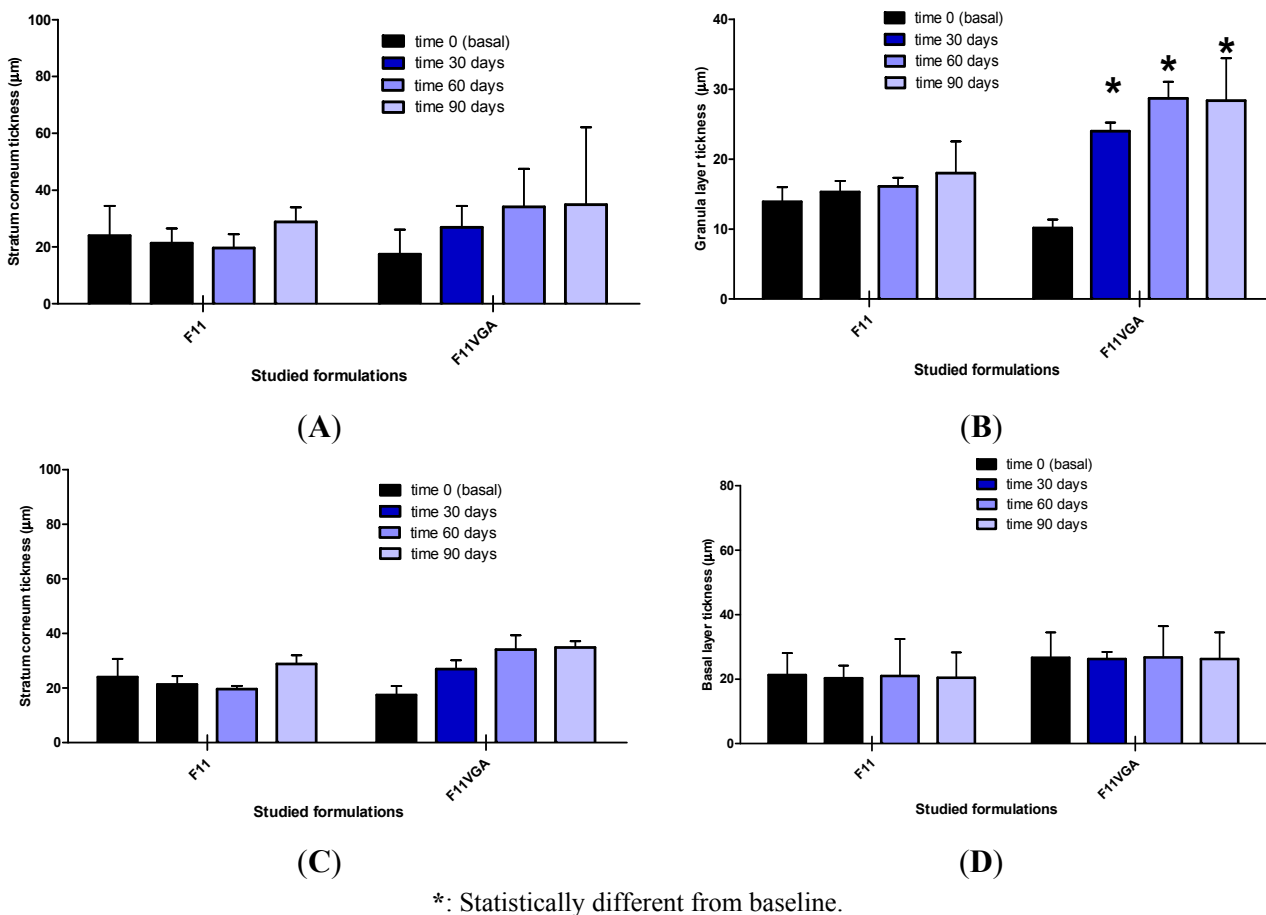 100
80
60
40
20
0
Stratum corneum tickness (µm)
time 0 (basal)
time 30 days
time 60 days
time 90 days
F11
F11VGA
Studied formulations
(A)
40
30
20
10
0
Granula layer tickness (µm)
time 0 (basal)
time 30 days
time 60 days
time 90 days
*
*
*
F11
F11VGA
Studied formulations
(B)
100
80
60
40
20
0
Stratum corneum tickness (µm)
time 0 (basal)
time 30 days
time 60 days
time 90 days
F11
F11VGA
Studied formulations
(C)
80
60
40
20
0
Basal layer tickness (µm)
time 0 (basal)
time 30 days
time 60 days
time 90 days
F11
F11VGA
Studied formulations
(D)
*: Statistically different from baseline.